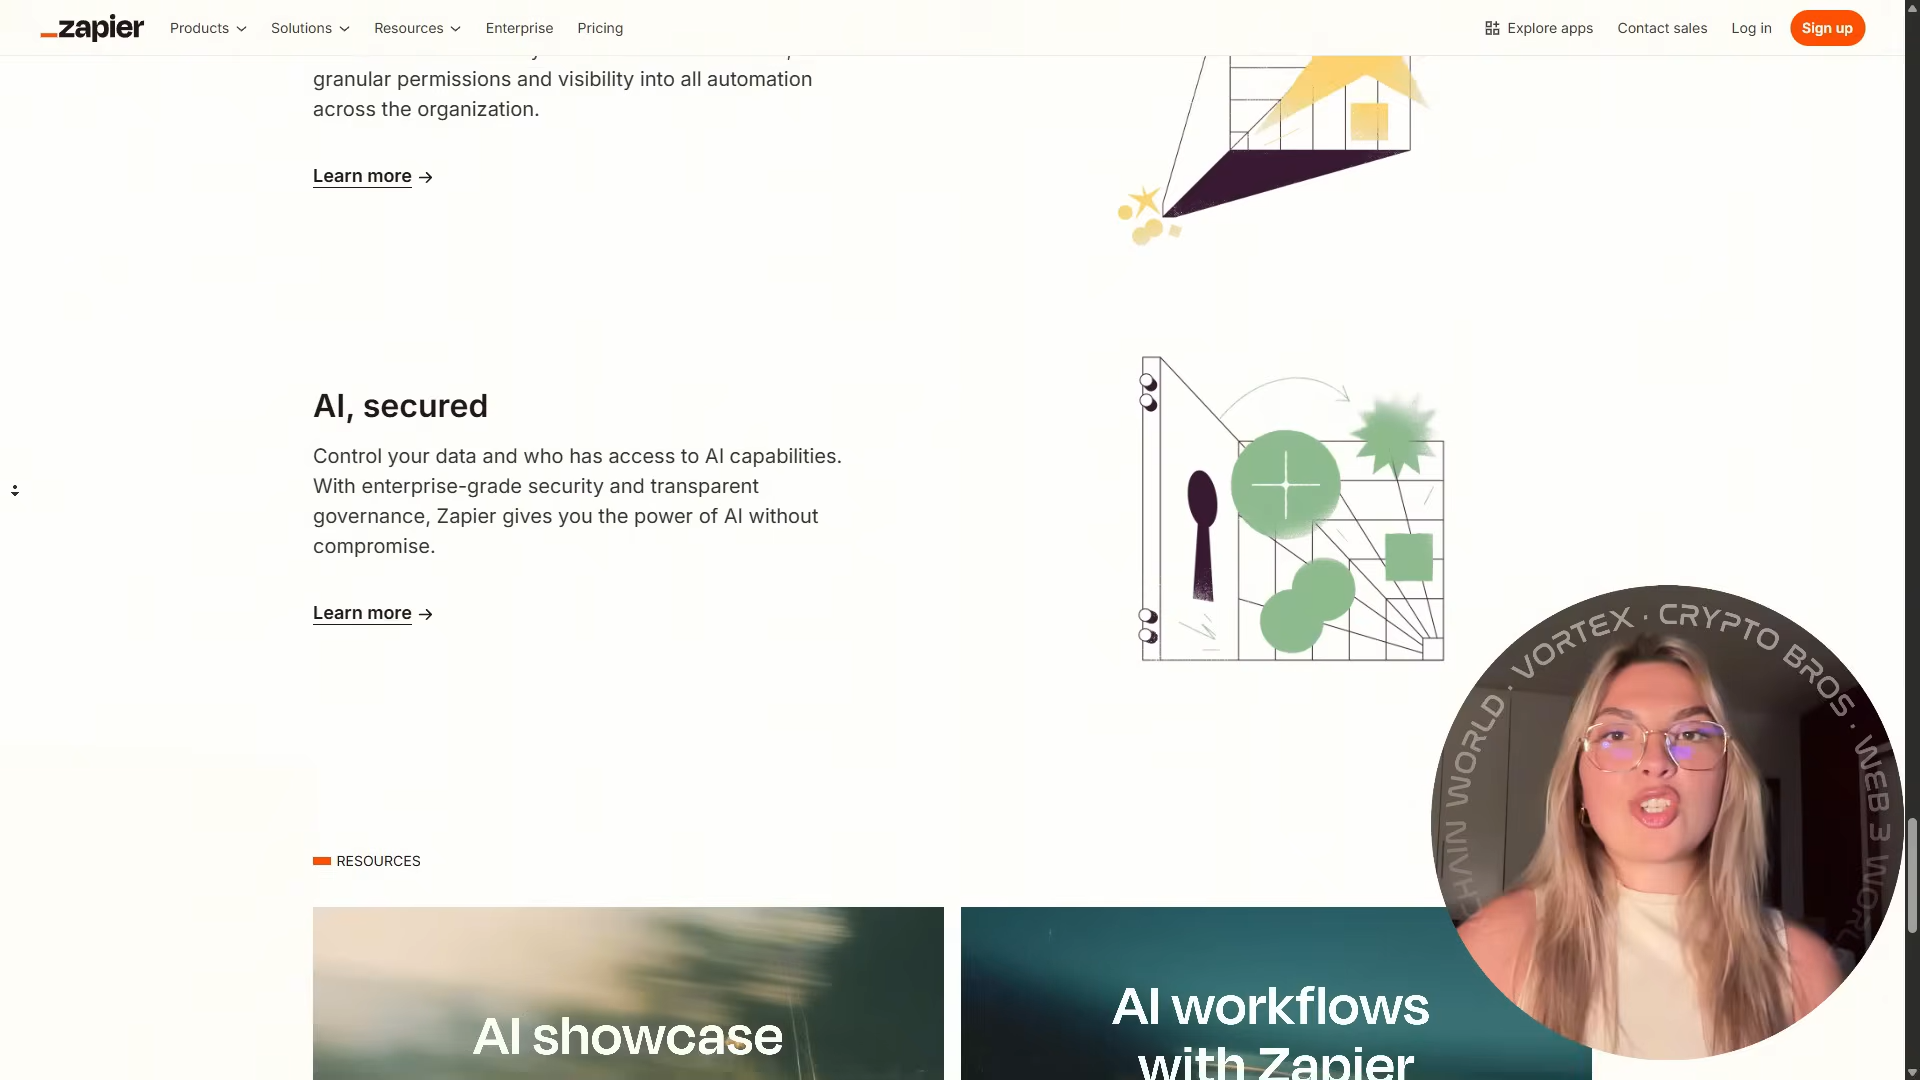 zapier
Products
Solutions
Resources
Enterprise
Pricing
Explore apps
Contact sales
Log in
Sign up
granular permissions and visibility into all automation
across the organization.
Learn more
AI, secured
Control your data and who has access to AI capabilities.
With enterprise-grade security and transparent
governance, Zapier gives you the power of AI without
compromise.
Learn more
RESOURCES
AI showcase
AI workflows
with Zapier
CHAIN WORLD · VORTEX · CRYPTO BROS · WEB 3 WORL